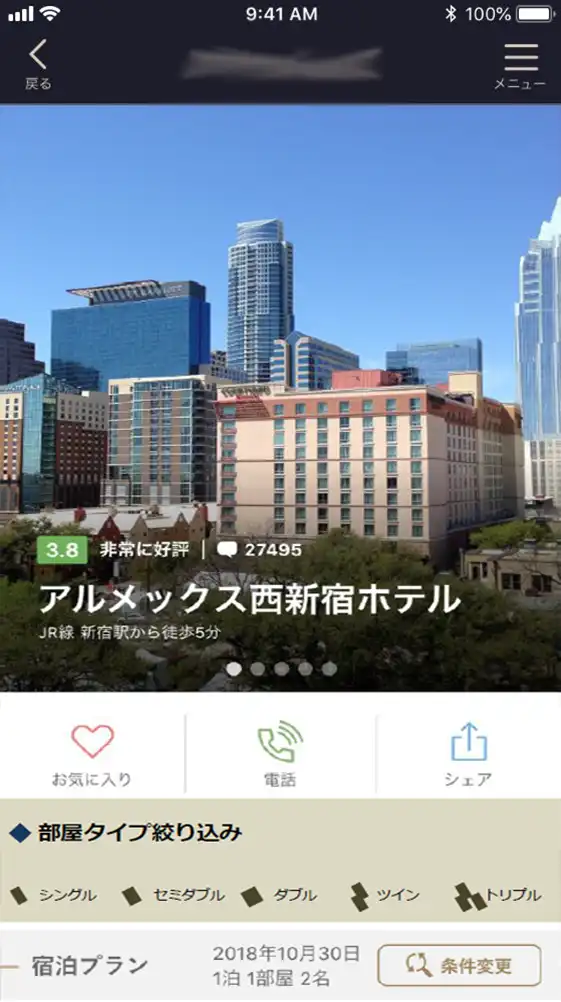 9:41 AM
100%
戻る
メニュー
3.8 非常に好評 | 27495
アルメックス西新宿ホテル
JR線 新宿駅から徒歩5分
お気に入り
電話
シェア
部屋タイプ絞り込み
シングル
セミダブル
ダブル
ツイン
トリプル
宿泊プラン
2018年10月30日
1泊 1部屋 2名
条件変更